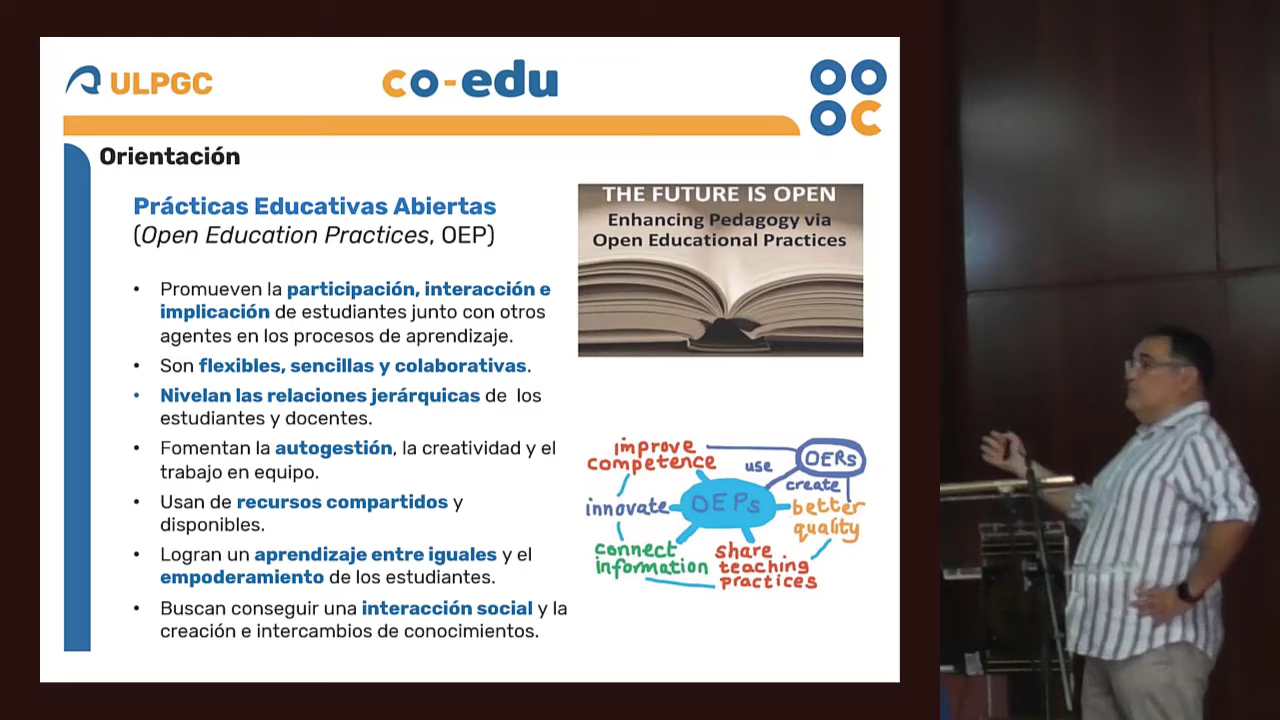 ULPGC
co-edu
OO
OC
Orientación
Prácticas Educativas Abiertas
(Open Education Practices, OEP)
• Promueven la participación, interacción e
implicación de estudiantes junto con otros
agentes en los procesos de aprendizaje.
• Son flexibles, sencillas y colaborativas.
• Nivelan las relaciones jerárquicas de los
estudiantes y docentes.
• Fomentan la autogestión, la creatividad y el
trabajo en equipo.
• Usan de recursos compartidos y
disponibles.
• Logran un aprendizaje entre iguales y el
empoderamiento de los estudiantes.
• Buscan conseguir una interacción social y la
creación e intercambios de conocimientos.
THE FUTURE IS OPEN
Enhancing Pedagogy via
Open Educational Practices
improve
competence
use
OERs
create
innovate
OEPs
better
quality
connect
information
share
teaching
practices